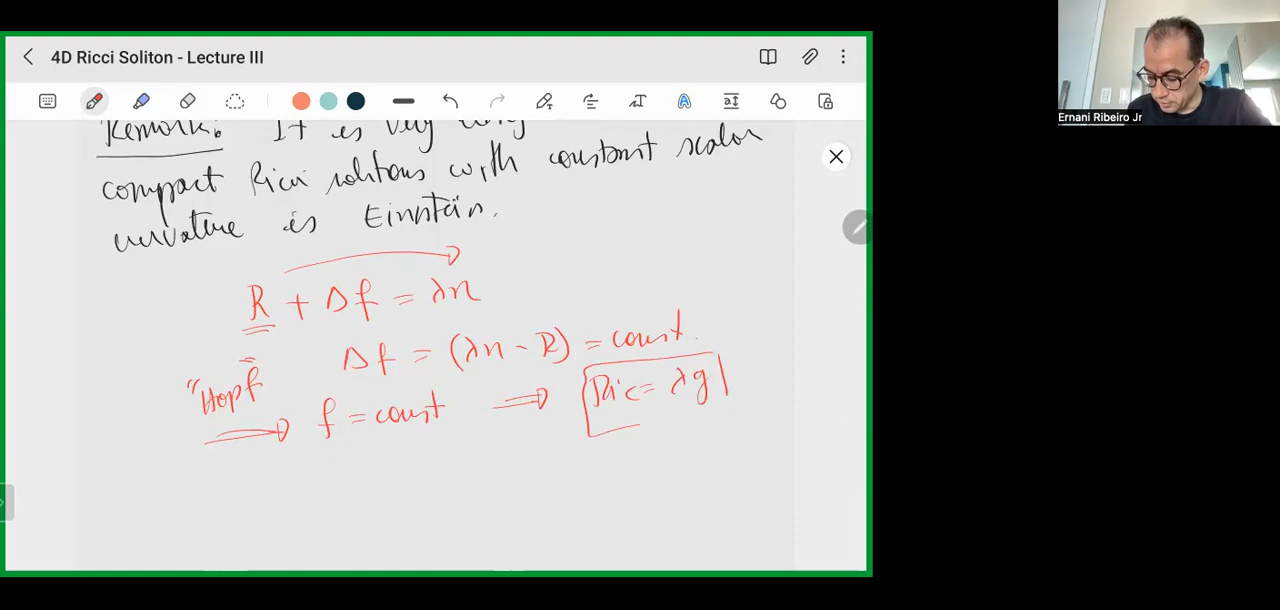 4D Ricci Soliton - Lecture III
Remark: It is very
compact Ricci solitons with constant scalar
curvature is Einstein.
R + Δf = λn
Δf = (λn - R) = const.
"Hopf
⟹ f = const ⟹ Ric = λg
Ernani Ribeiro Jr